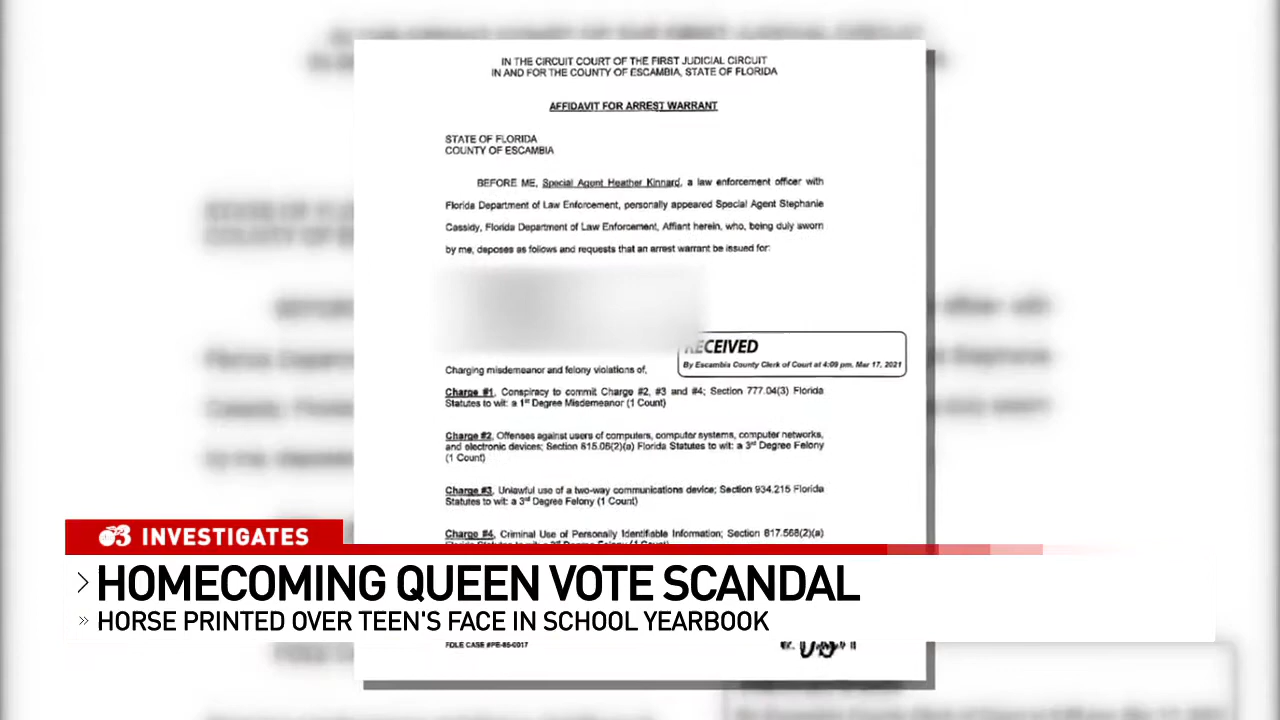 IN THE CIRCUIT COURT OF THE FIRST JUDICIAL CIRCUIT
IN AND FOR THE COUNTY OF ESCAMBIA, STATE OF FLORIDA
AFFIDAVIT FOR ARREST WARRANT
STATE OF FLORIDA
COUNTY OF ESCAMBIA
BEFORE ME, Special Agent Heather Kinnard, a law enforcement officer with
Florida Department of Law Enforcement, personally appeared Special Agent Stephanie
Cassidy, Florida Department of Law Enforcement, Affiant herein, who, being duly sworn
by me, deposes as follows and requests that an arrest warrant be issued for:
RECEIVED
By Escambia County Clerk of Court at 4:09 pm, Mar 17, 2021
Charging misdemeanor and felony violations of,
Charge #1, Conspiracy to commit Charge #2, #3 and #4; Section 777.04(3) Florida
Statutes to wit: a 1st Degree Misdemeanor (1 Count)
Charge #2, Offenses against users of computers, computer systems, computer networks,
and electronic devices; Section 815.06(2)(a) Florida Statutes to wit: a 3rd Degree Felony
(1 Count)
Charge #3, Unlawful use of a two-way communications device; Section 934.215 Florida
Statutes to wit: a 3rd Degree Felony (1 Count)
Charge #4, Criminal Use of Personally Identifiable Information; Section 817.568(2)(a)
3 INVESTIGATES
HOMECOMING QUEEN VOTE SCANDAL
HORSE PRINTED OVER TEEN'S FACE IN SCHOOL YEARBOOK
FDLE CASE #PE-85-0017